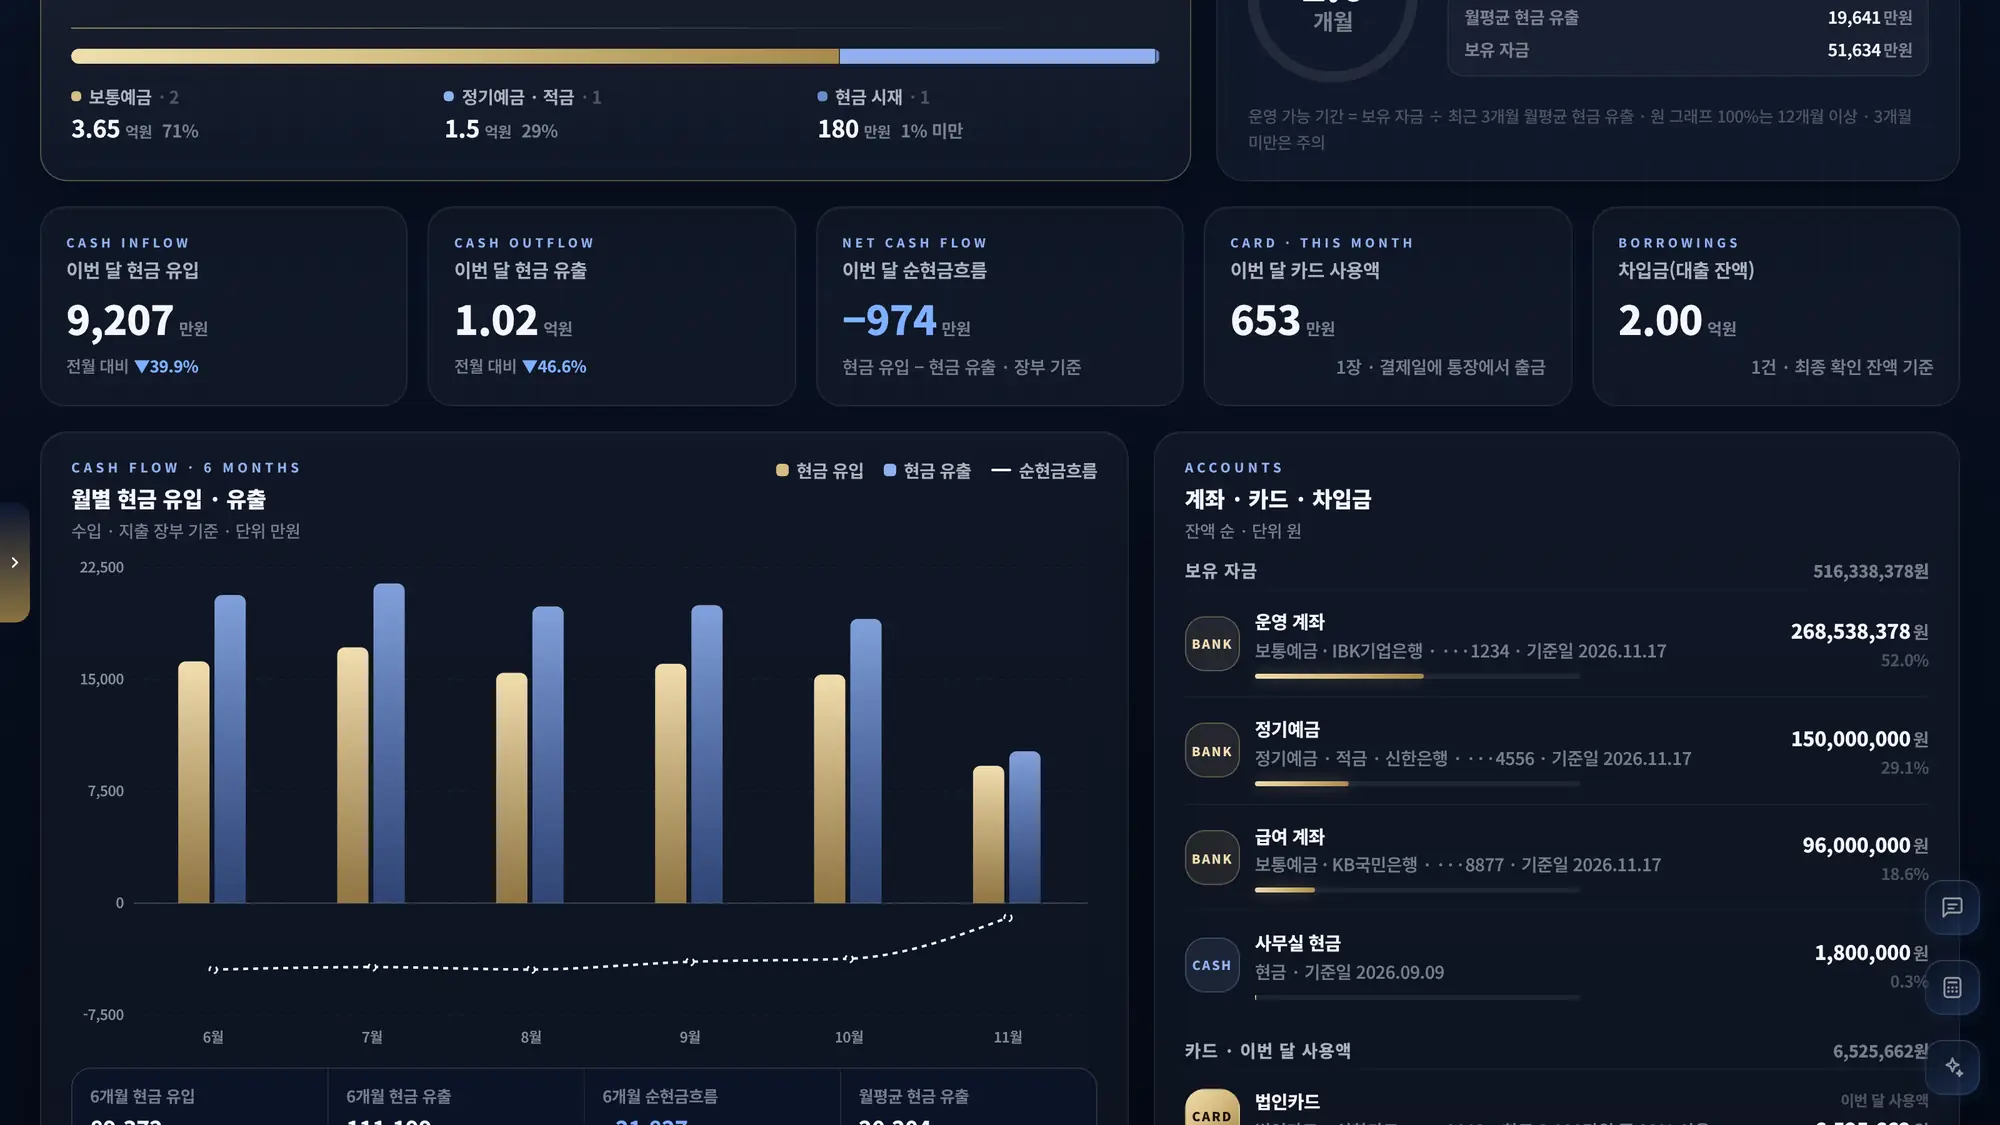 개월
월평균 현금 유출 19,641 만원
보유 자금 51,634 만원
운영 가능 기간 = 보유 자금 ÷ 최근 3개월 월평균 현금 유출 · 원 그래프 100%는 12개월 이상 · 3개월
미만은 주의
보통예금 · 2
3.65 억원 71%
정기예금 · 적금 · 1
1.5 억원 29%
현금 시재 · 1
180 만원 1% 미만
CASH INFLOW
이번 달 현금 유입
9,207 만원
전월 대비 ▼39.9%
CASH OUTFLOW
이번 달 현금 유출
1.02 억원
전월 대비 ▼46.6%
NET CASH FLOW
이번 달 순현금흐름
−974 만원
현금 유입 − 현금 유출 · 장부 기준
CARD · THIS MONTH
이번 달 카드 사용액
653 만원
1장 · 결제일에 통장에서 출금
BORROWINGS
차입금(대출 잔액)
2.00 억원
1건 · 최종 확인 잔액 기준
CASH FLOW · 6 MONTHS
월별 현금 유입 · 유출
수입 · 지출 장부 기준 · 단위 만원
현금 유입 현금 유출 순현금흐름
22,500
15,000
7,500
0
-7,500
6월 7월 8월 9월 10월 11월
6개월 현금 유입
6개월 현금 유출
6개월 순현금흐름
월평균 현금 유출
ACCOUNTS
계좌 · 카드 · 차입금
잔액 순 · 단위 원
보유 자금 516,338,378원
BANK
운영 계좌
보통예금 · IBK기업은행 · ···1234 · 기준일 2026.11.17
268,538,378 원
52.0%
BANK
정기예금
정기예금 · 적금 · 신한은행 · ···4556 · 기준일 2026.11.17
150,000,000 원
29.1%
BANK
급여 계좌
보통예금 · KB국민은행 · ···8877 · 기준일 2026.11.17
96,000,000 원
18.6%
CASH
사무실 현금
현금 · 기준일 2026.09.09
1,800,000 원
0.3%
카드 · 이번 달 사용액 6,525,662원
CARD
법인카드
이번 달 사용액